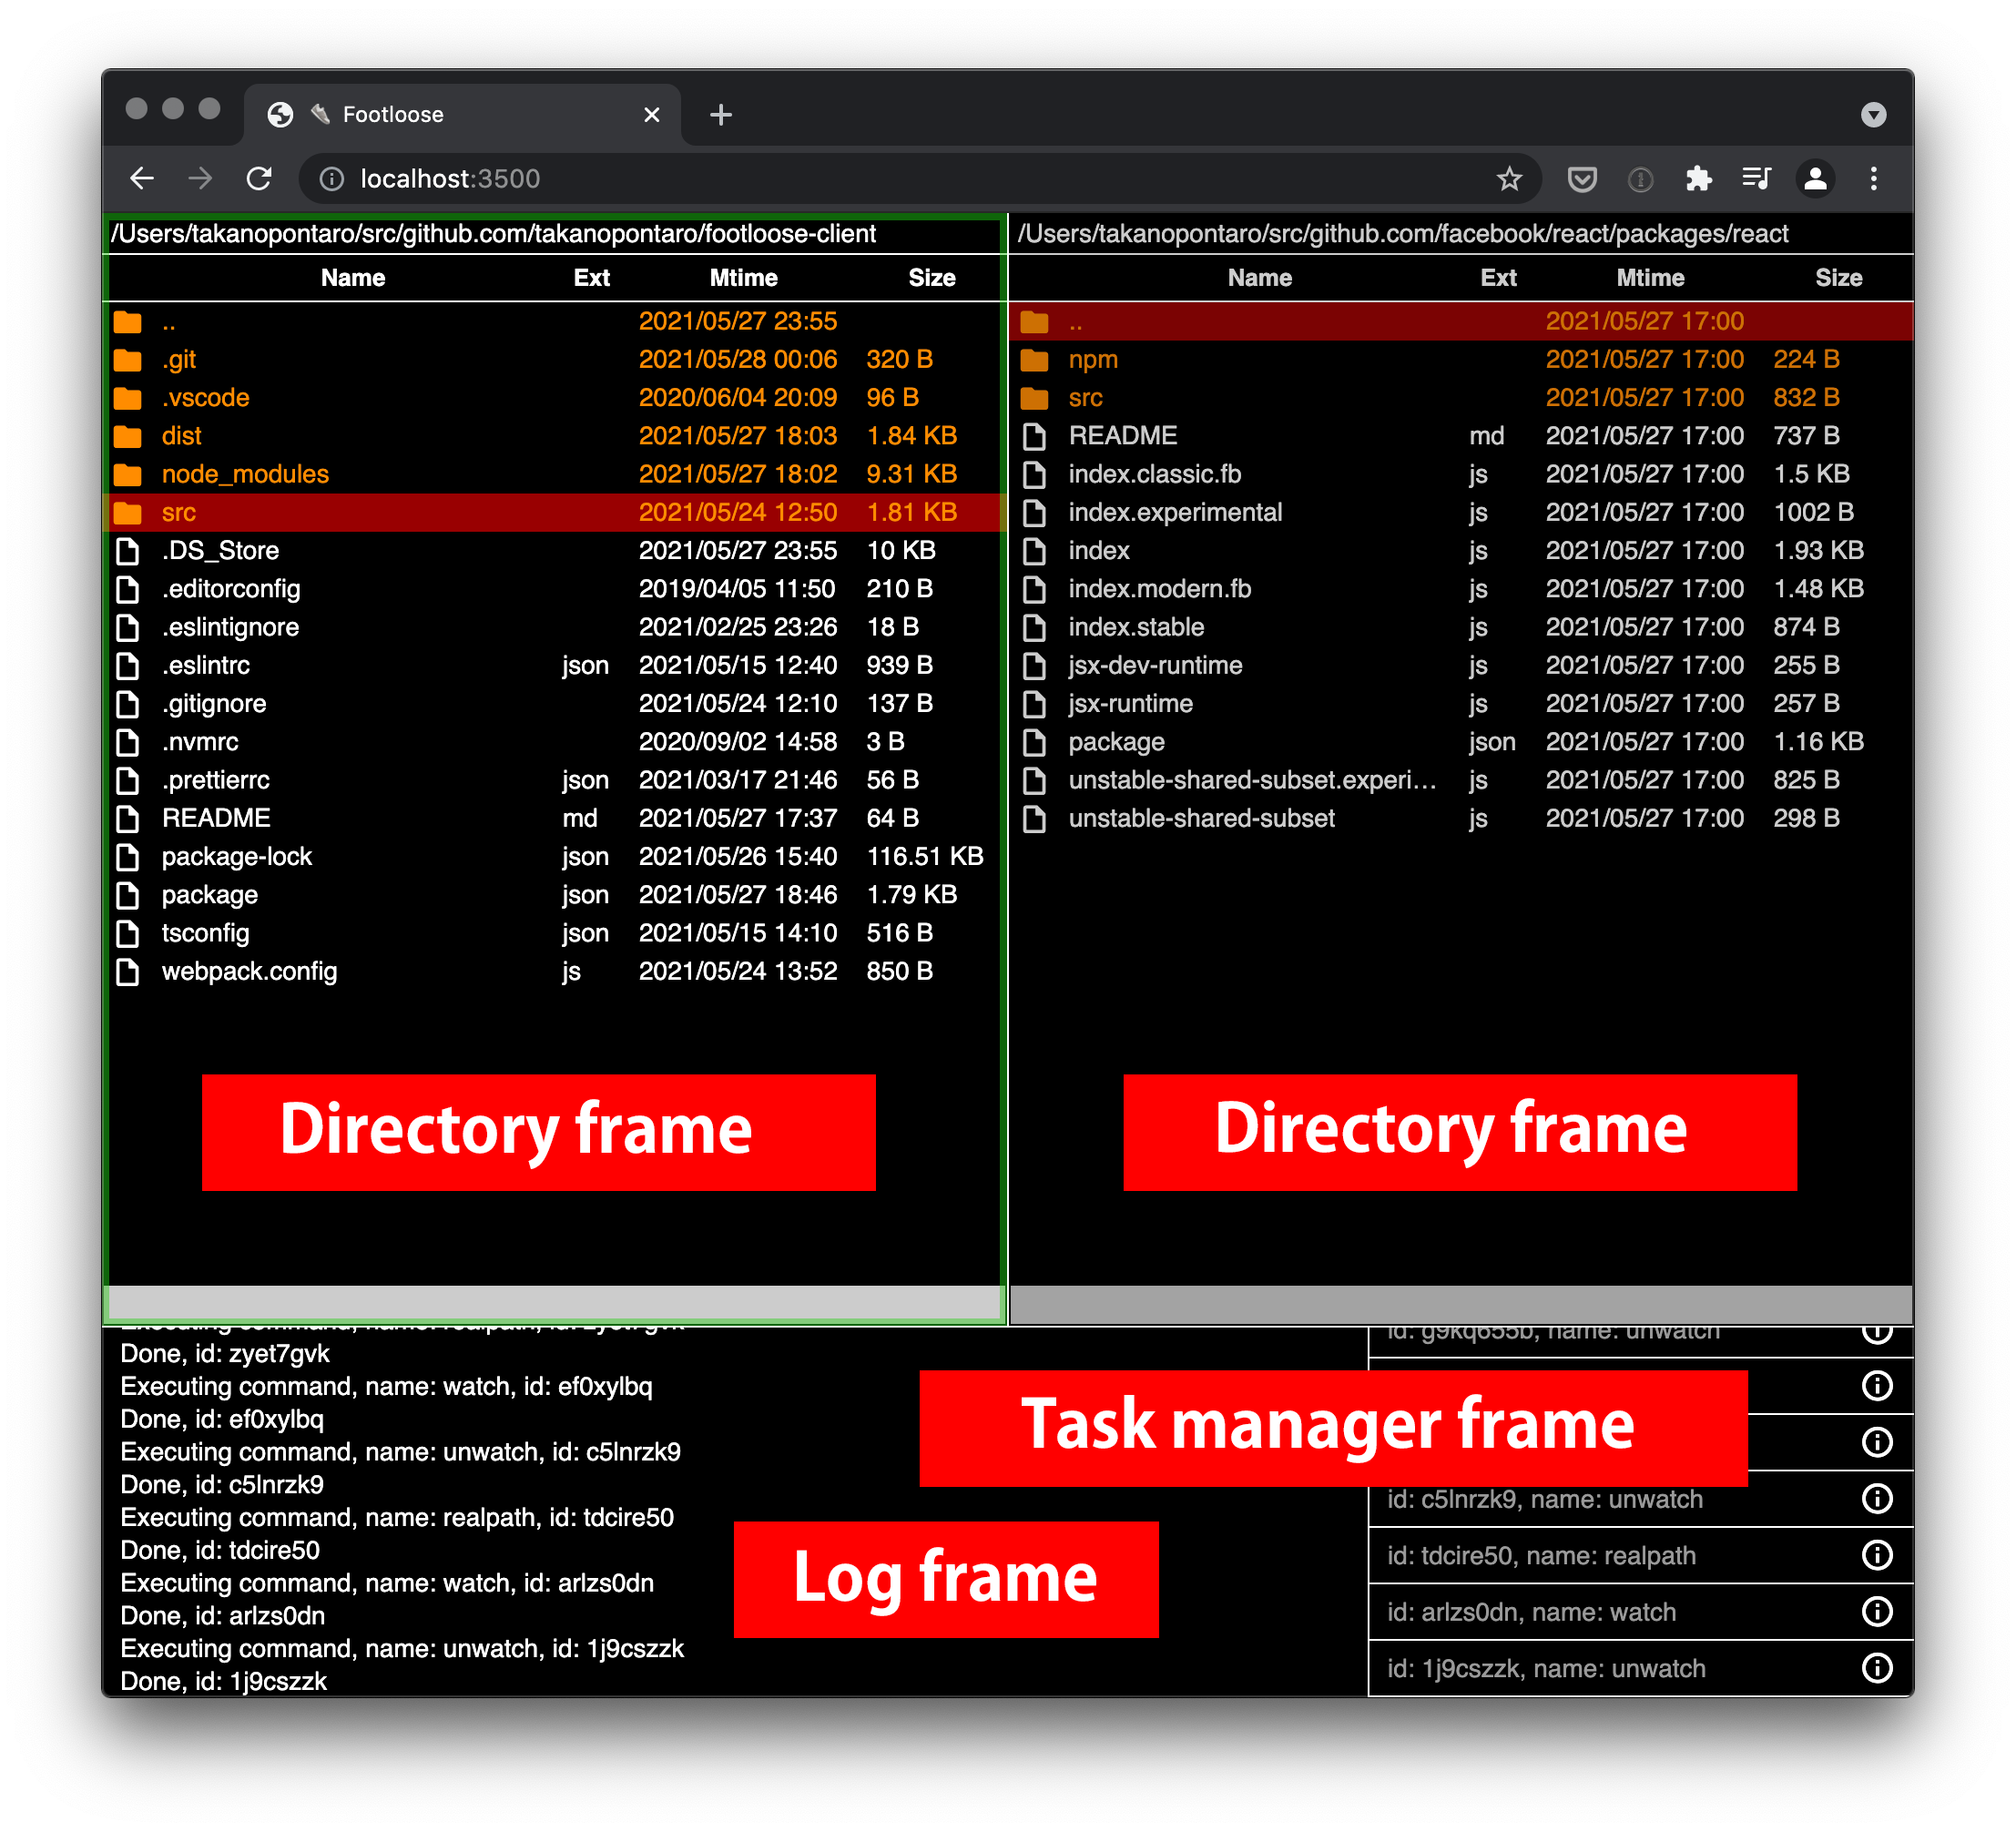 Footloose
localhost:3500
/Users/takanopontaro/src/github.com/takanopontaro/footloose-client
Name Ext Mtime Size
.. 2021/05/27 23:55
.git 2021/05/28 00:06 320 B
.vscode 2020/06/04 20:09 96 B
dist 2021/05/27 18:03 1.84 KB
node_modules 2021/05/27 18:02 9.31 KB
src 2021/05/24 12:50 1.81 KB
.DS_Store 2021/05/27 23:55 10 KB
.editorconfig 2019/04/05 11:50 210 B
.eslintignore 2021/02/25 23:26 18 B
.eslintrc json 2021/05/15 12:40 939 B
.gitignore 2021/05/24 12:10 137 B
.nvmrc 2020/09/02 14:58 3 B
.prettierrc json 2021/03/17 21:46 56 B
README md 2021/05/27 17:37 64 B
package-lock json 2021/05/26 15:40 116.51 KB
package json 2021/05/27 18:46 1.79 KB
tsconfig json 2021/05/15 14:10 516 B
webpack.config js 2021/05/24 13:52 850 B
Directory frame
/Users/takanopontaro/src/github.com/facebook/react/packages/react
Name Ext Mtime Size
.. 2021/05/27 17:00
npm 2021/05/27 17:00 224 B
src 2021/05/27 17:00 832 B
README md 2021/05/27 17:00 737 B
index.classic.fb js 2021/05/27 17:00 1.5 KB
index.experimental js 2021/05/27 17:00 1002 B
index js 2021/05/27 17:00 1.93 KB
index.modern.fb js 2021/05/27 17:00 1.48 KB
index.stable js 2021/05/27 17:00 874 B
jsx-dev-runtime js 2021/05/27 17:00 255 B
jsx-runtime js 2021/05/27 17:00 257 B
package json 2021/05/27 17:00 1.16 KB
unstable-shared-subset.experi... js 2021/05/27 17:00 825 B
unstable-shared-subset js 2021/05/27 17:00 298 B
Directory frame
Executing command, name: realpath, id: zyet7gvk
Done, id: zyet7gvk
Executing command, name: watch, id: ef0xylbq
Done, id: ef0xylbq
Executing command, name: unwatch, id: c5lnrzk9
Done, id: c5lnrzk9
Executing command, name: realpath, id: tdcire50
Done, id: tdcire50
Executing command, name: watch, id: arlzs0dn
Done, id: arlzs0dn
Executing command, name: unwatch, id: 1j9cszzk
Done, id: 1j9cszzk
Log frame
id: g9kq655b, name: unwatch
Task manager frame
id: c5lnrzk9, name: unwatch
id: tdcire50, name: realpath
id: arlzs0dn, name: watch
id: 1j9cszzk, name: unwatch